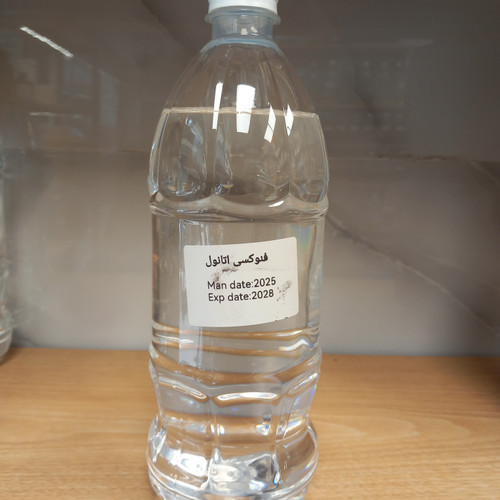 فنوکسی اتانول
Man date:2025
Exp date:2028